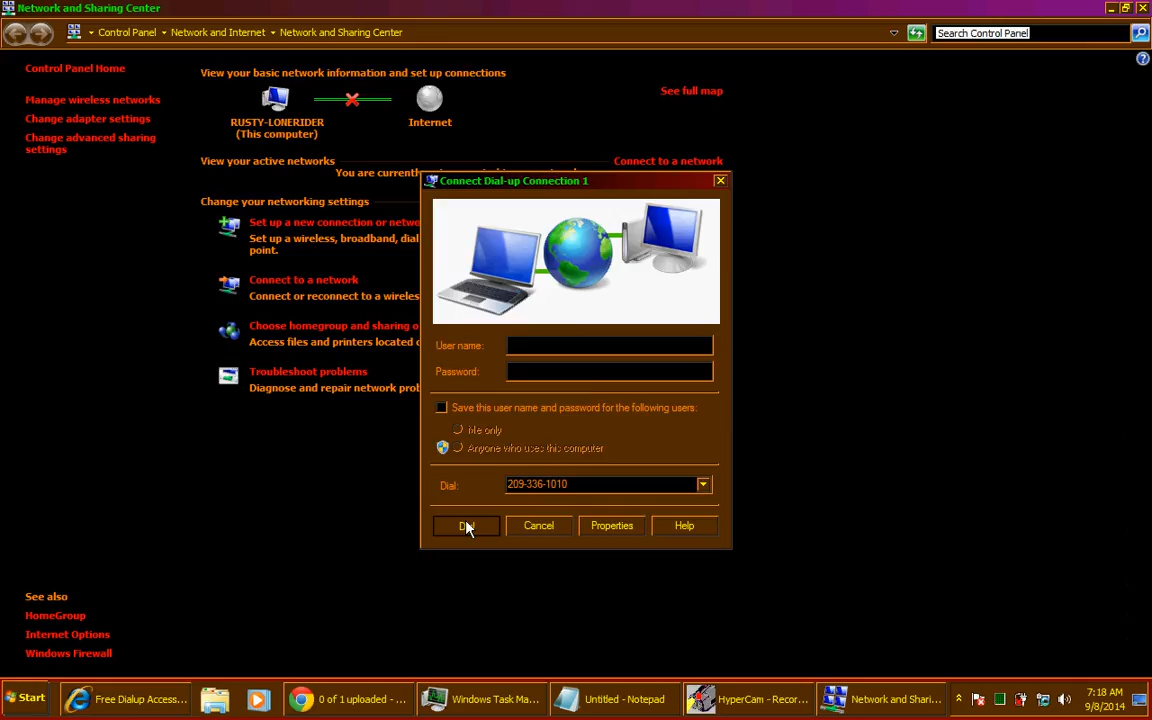 Network and Sharing Center
Control Panel
Network and Internet
Network and Sharing Center
Search Control Panel
Control Panel Home
Manage wireless networks
Change adapter settings
Change advanced sharing
settings
See also
HomeGroup
Internet Options
Windows Firewall
View your basic network information and set up connections
See full map
RUSTY-LONERIDER
(This computer)
Internet
View your active networks
Connect to a network
You are current
Change your networking settings
Set up a new connection or netwo
Set up a wireless, broadband, dial
point.
Connect to a network
Connect or reconnect to a wireles
Choose homegroup and sharing o
Access files and printers located o
Troubleshoot problems
Diagnose and repair network prob
Connect Dial-up Connection 1
User name:
Password:
Save this user name and password for the following users:
Me only
Anyone who uses this computer
Dial:
209-336-1010
Cancel
Properties
Help
Start
Free Dialup Access...
0 of 1 uploaded - ...
Windows Task Ma...
Untitled - Notepad
HyperCam - Recor...
Network and Shari...
7:18 AM
9/8/2014